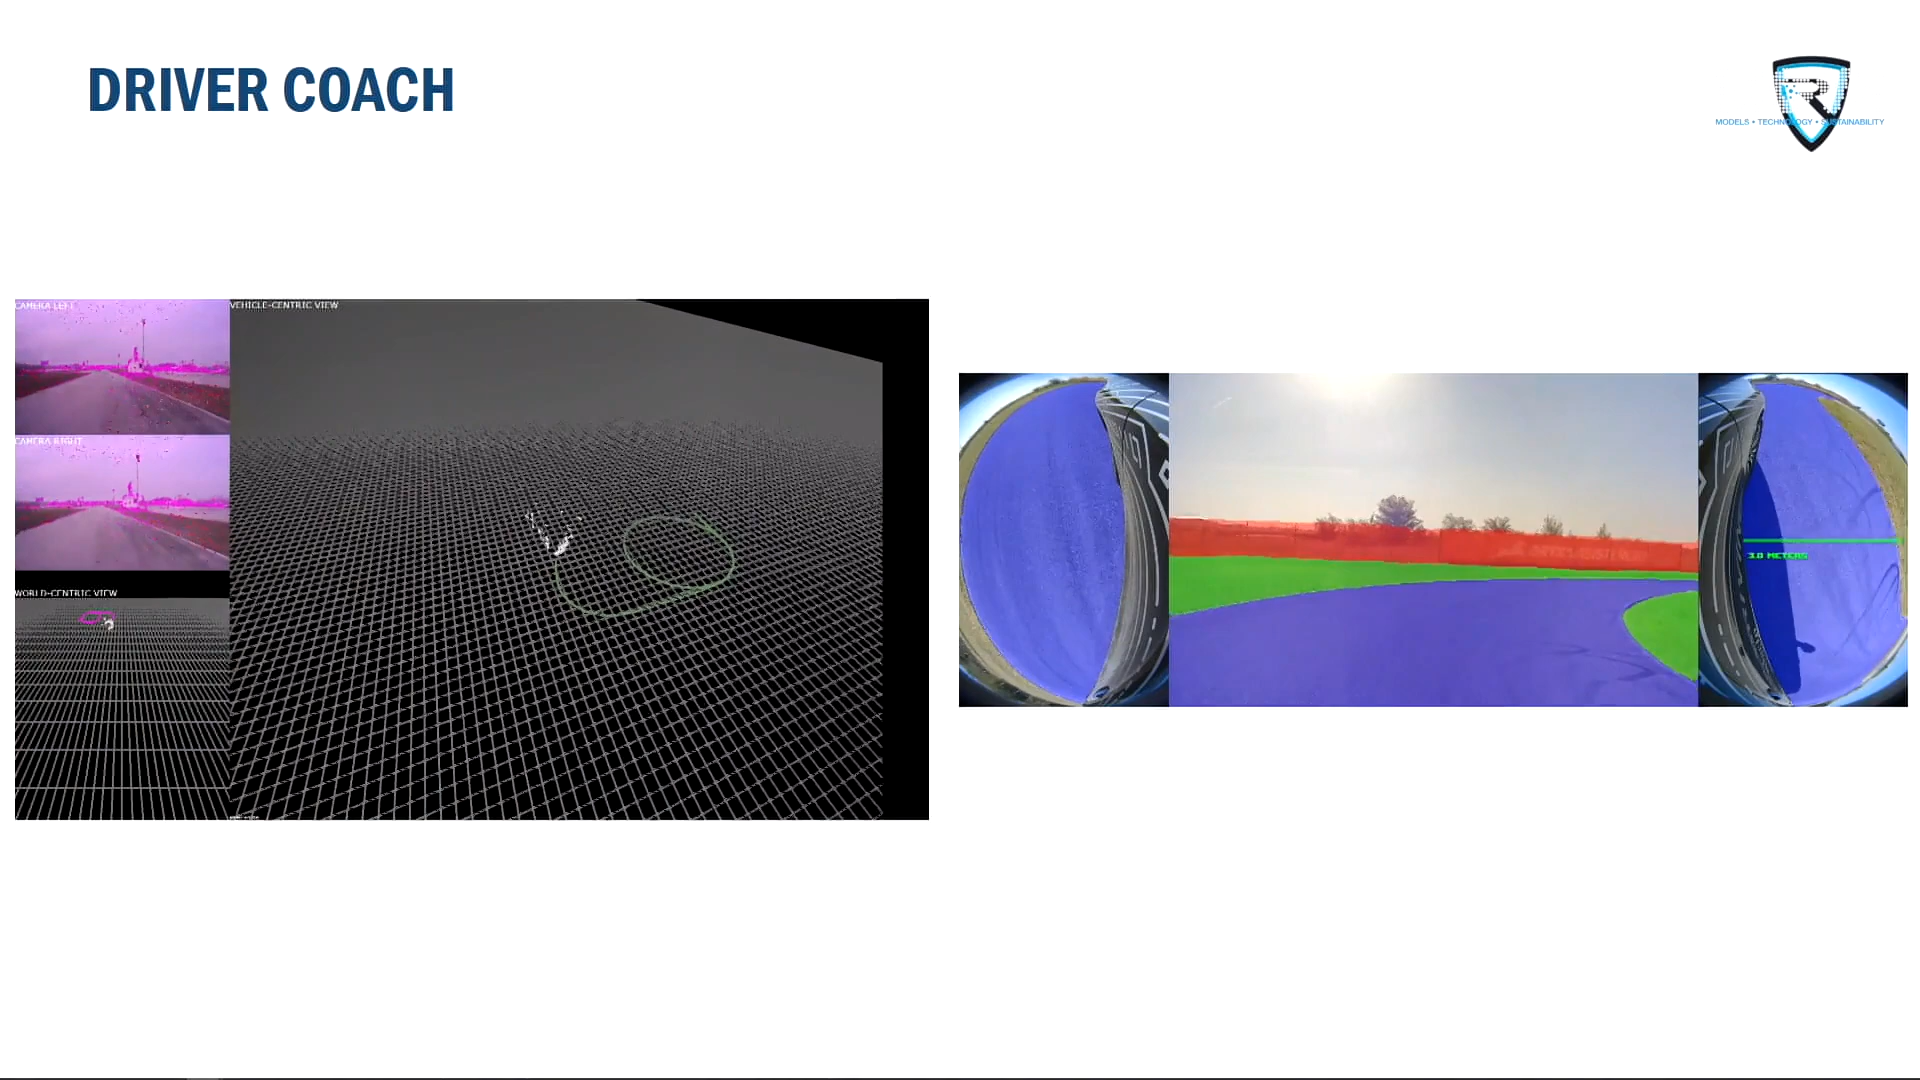 DRIVER COACH
MODELS • TECHNOLOGY • SUSTAINABILITY
CAMERA LEFT
VEHICLE-CENTRIC VIEW
CAMERA RIGHT
WORLD-CENTRIC VIEW
3.0 METERS